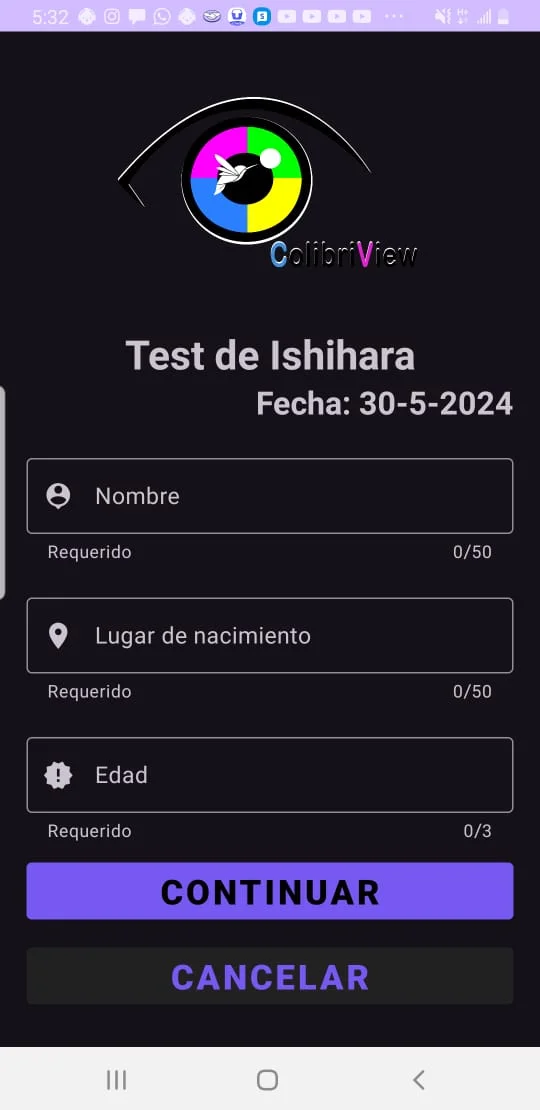 5:32
ColibriView
Test de Ishihara
Fecha: 30-5-2024
Nombre
Requerido 0/50
Lugar de nacimiento
Requerido 0/50
Edad
Requerido 0/3
CONTINUAR
CANCELAR